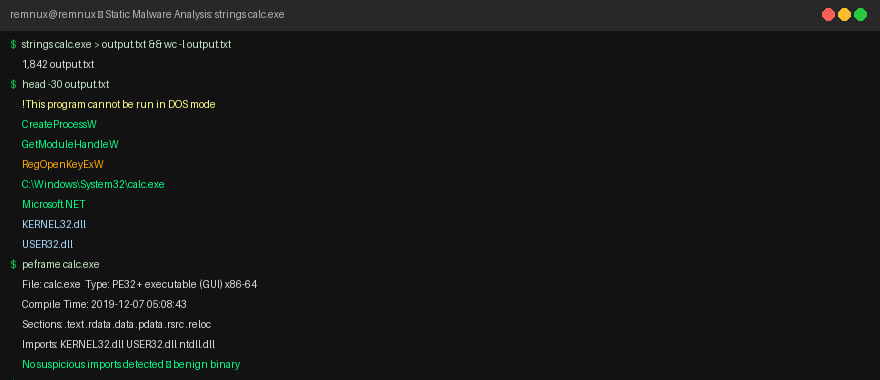 remnux@remnux Static Malware Analysis: strings calc.exe
$ strings calc.exe > output.txt && wc -l output.txt
1,842 output.txt
$ head -30 output.txt
!This program cannot be run in DOS mode
CreateProcessW
GetModuleHandleW
RegOpenKeyExW
C:\Windows\System32\calc.exe
Microsoft.NET
KERNEL32.dll
USER32.dll
$ peframe calc.exe
File: calc.exe Type: PE32+ executable (GUI) x86-64
Compile Time: 2019-12-07 05:08:43
Sections: .text .rdata .data .pdata .rsrc .reloc
Imports: KERNEL32.dll USER32.dll ntdll.dll
No suspicious imports detected benign binary